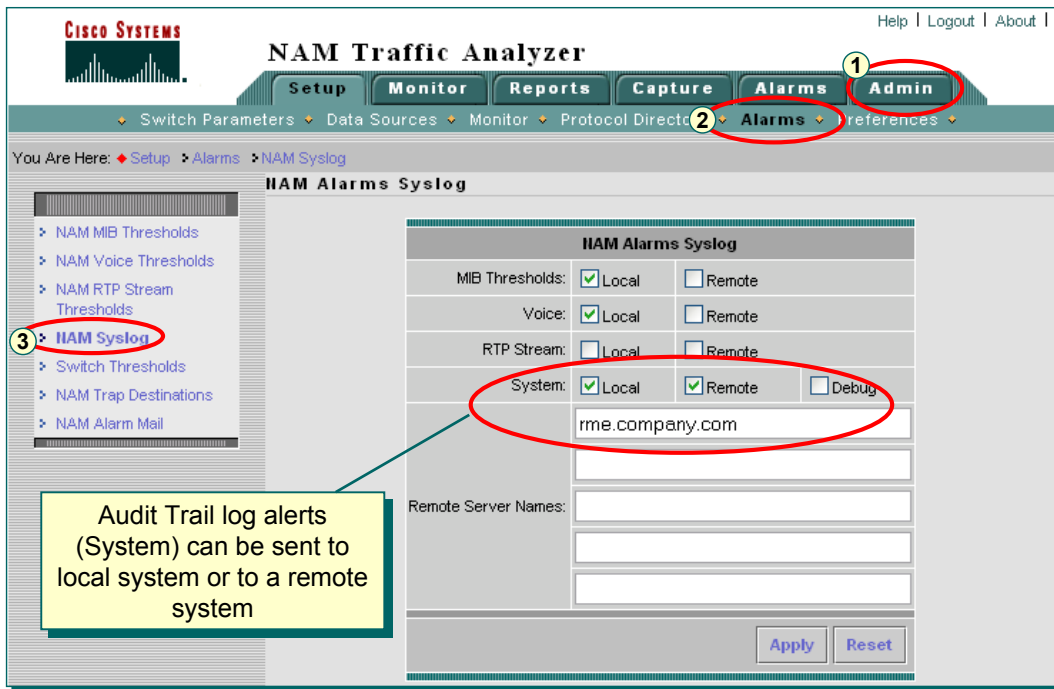 CISCO SYSTEMS
Help | Logout | About |
NAM Traffic Analyzer
1
Setup Monitor Reports Capture Alarms Admin
Switch Parameters Data Sources Monitor Protocol Directo 2 Alarms Preferences
You Are Here: Setup > Alarms > NAM Syslog
NAM Alarms Syslog
NAM MIB Thresholds
NAM Voice Thresholds
NAM RTP Stream
Thresholds
3 NAM Syslog
Switch Thresholds
NAM Trap Destinations
NAM Alarm Mail
NAM Alarms Syslog
MIB Thresholds: Local Remote
Voice: Local Remote
RTP Stream: Local Remote
System: Local Remote Debug
rme.company.com
Remote Server Names:
Apply Reset
Audit Trail log alerts
(System) can be sent to
local system or to a remote
system